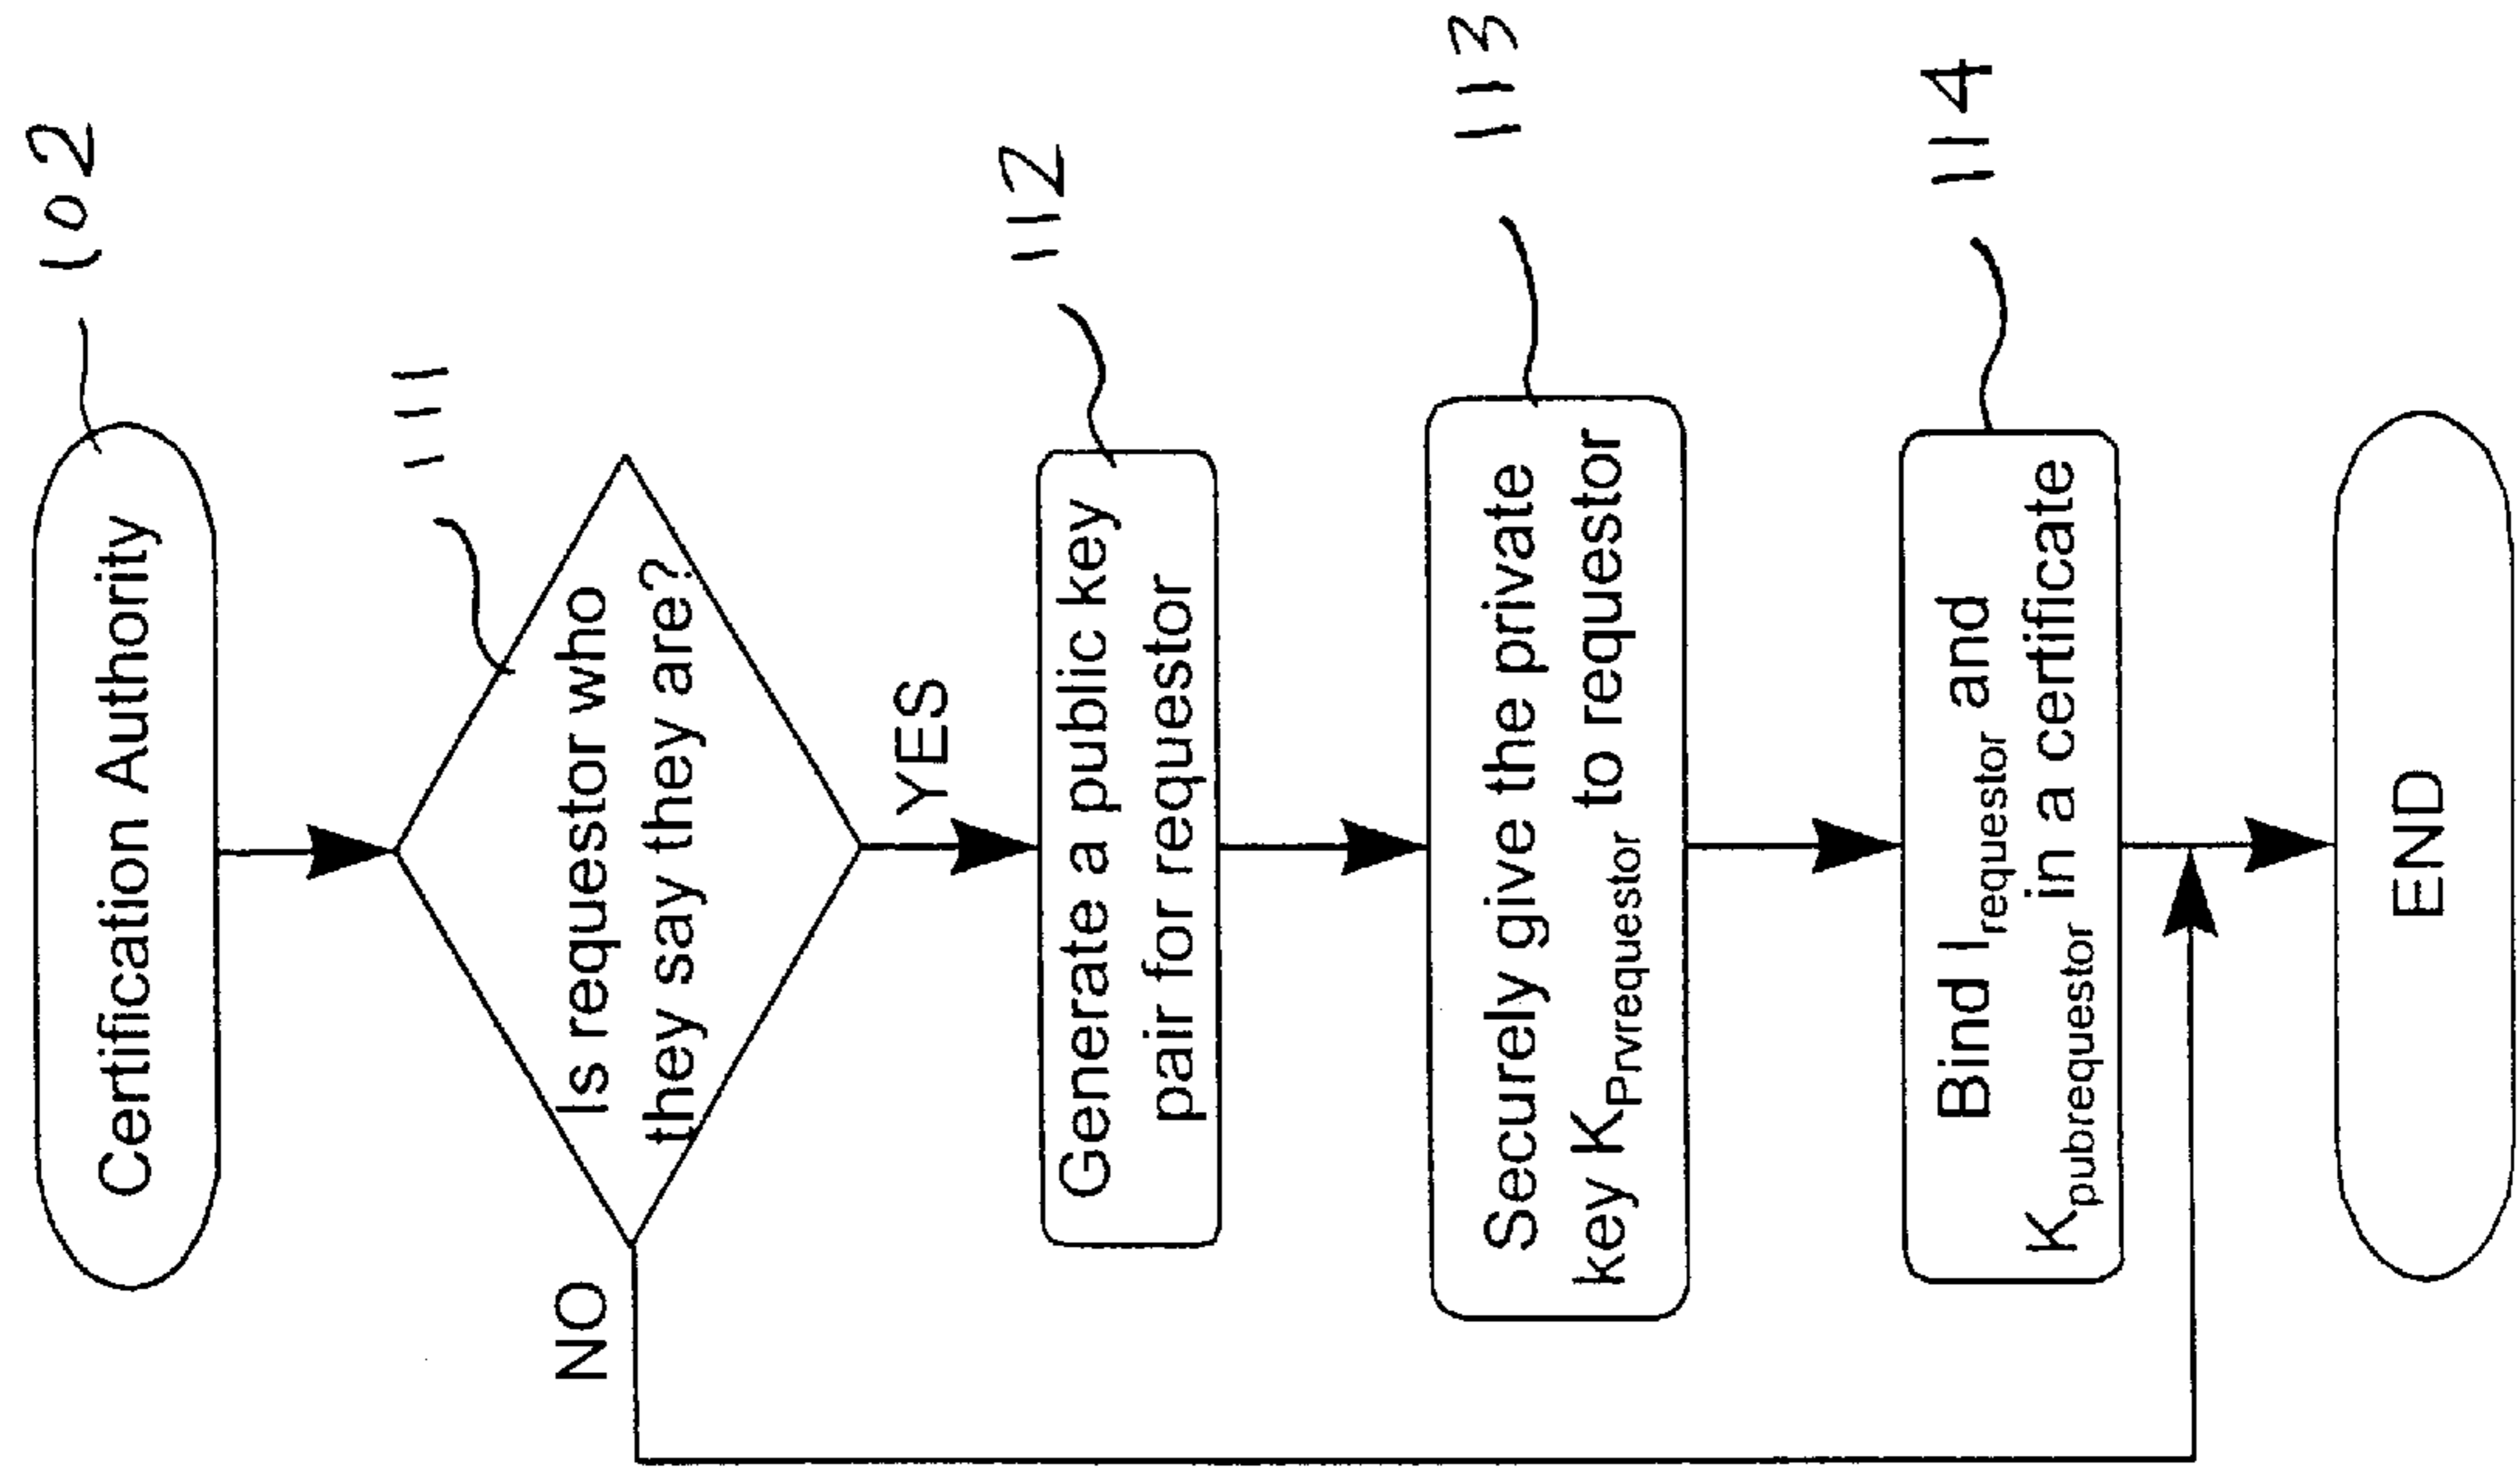 Certification Authority
102
111
Is requestor who
they say they are?
NO
YES
112
Generate a public key
pair for requestor
113
Securely give the private
key KPrvrequestor to requestor
114
Bind Irequestor and
Kpubrequestor in a certificate
END